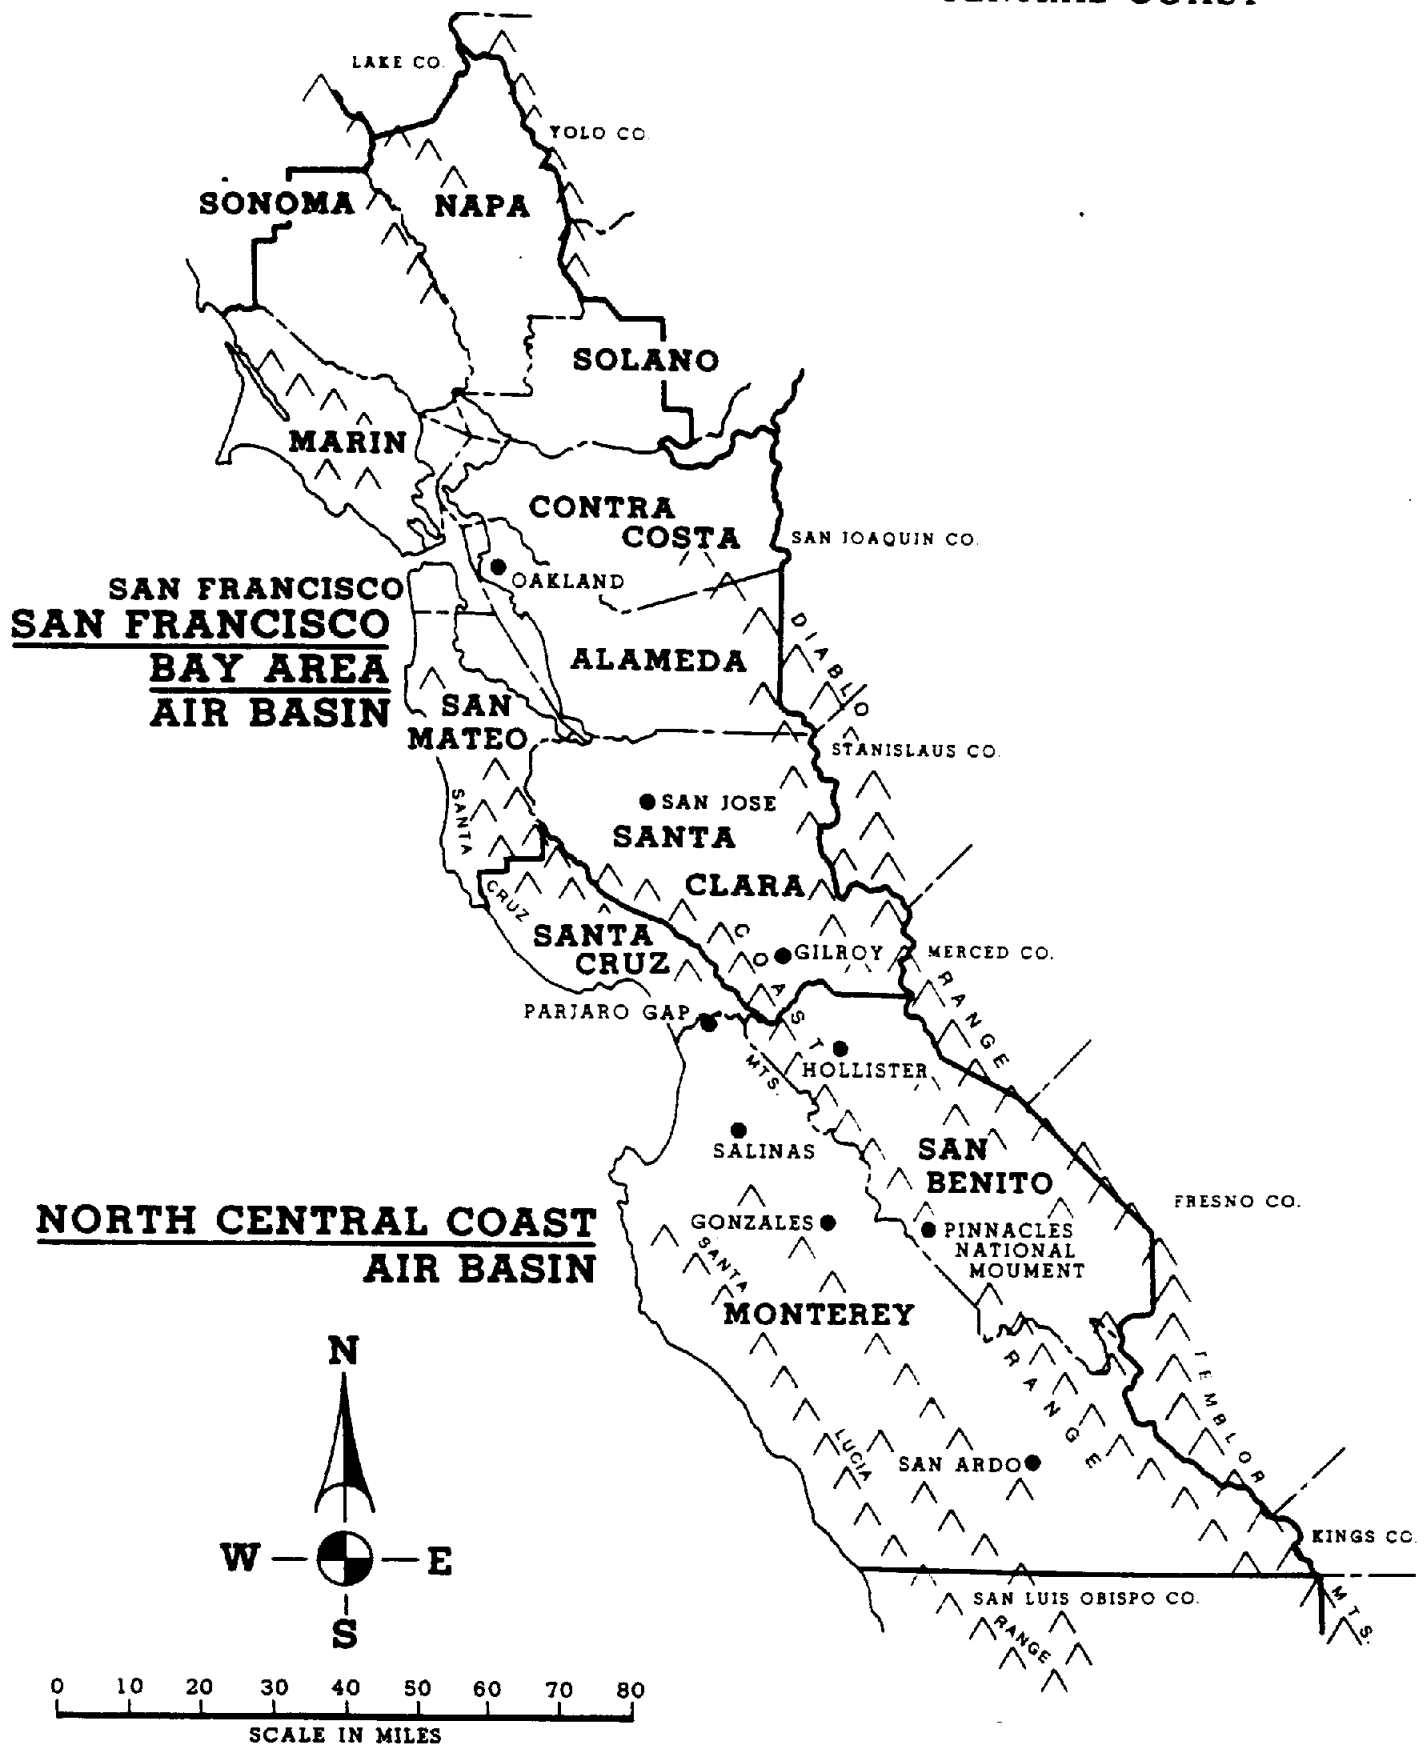 LAKE CO.
YOLO CO.
SONOMA
NAPA
SOLANO
MARIN
CONTRA
COSTA
SAN JOAQUIN CO.
OAKLAND
SAN FRANCISCO
SAN FRANCISCO
BAY AREA
AIR BASIN
DIABLO
ALAMEDA
SAN
MATEO
STANISLAUS CO.
SANTA
SAN JOSE
SANTA
CLARA
CRUZ
SANTA
CRUZ
COAST
GILROY
MERCED CO.
RANGE
PARJARO GAP
MTS.
HOLLISTER
SALINAS
SAN
BENITO
FRESNO CO.
NORTH CENTRAL COAST
AIR BASIN
GONZALES
PINNACLES
NATIONAL
MOUMENT
SANTA
MONTEREY
RANGE
TEMBLOR
LUCIA
SAN ARDO
KINGS CO.
SAN LUIS OBISPO CO.
RANGE
MTS.
N
W
E
S
0 10 20 30 40 50 60 70 80
SCALE IN MILES